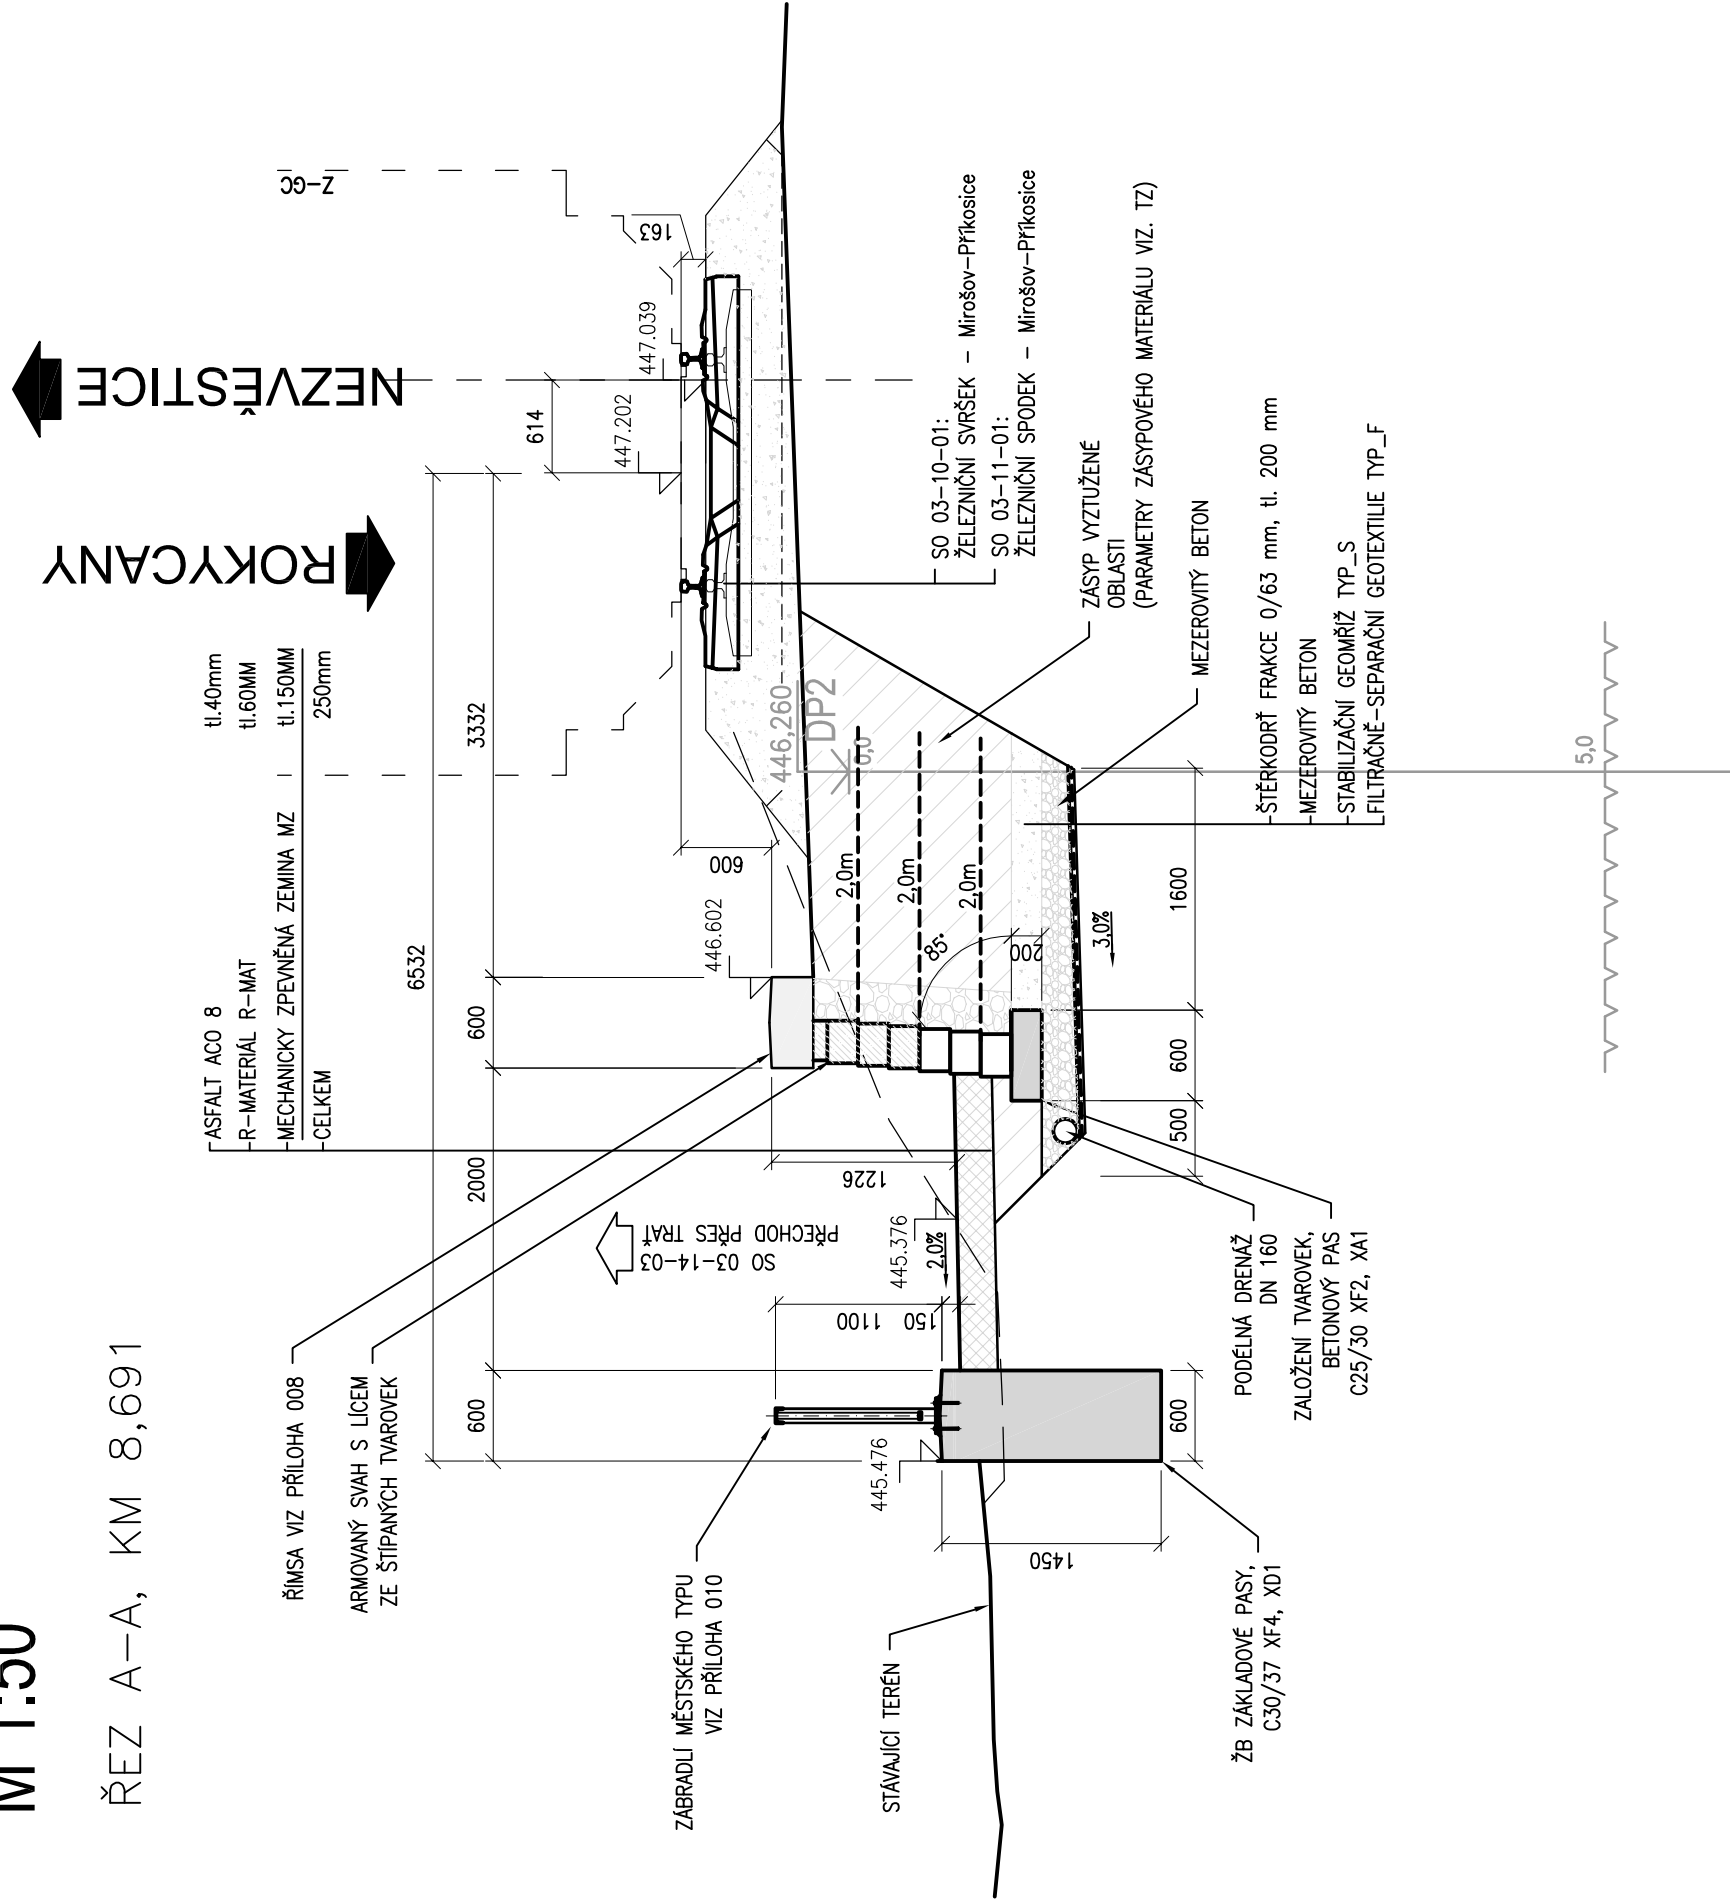 M 1:50
ŘEZ A-A, KM 8,691
ROKYCANY
NEZVĚSTICE
Z-GC
ASFALT ACO 8 tl.40mm
R-MATERIÁL R-MAT tl.60MM
MECHANICKY ZPEVNĚNÁ ZEMINA MZ tl.150MM
CELKEM 250mm
6532
600
2000
600
3332
614
447.202
447.039
163
600
446.602
446,260
DP2
0,0
ŘÍMSA VIZ PŘÍLOHA 008
ARMOVANÝ SVAH S LÍCEM
ZE ŠTÍPANÝCH TVAROVEK
SO 03-14-03
PŘECHOD PŘES TRAŤ
1226
1100
150
445.376
2,0%
445.476
ZÁBRADLÍ MĚSTSKÉHO TYPU
VIZ PŘÍLOHA 010
STÁVAJÍCÍ TERÉN
1450
600
ŽB ZÁKLADOVÉ PASY,
C30/37 XF4, XD1
2,0m
2,0m
2,0m
85°
200
3,0%
500
600
1600
PODÉLNÁ DRENÁŽ
DN 160
ZALOŽENÍ TVAROVEK,
BETONOVÝ PAS
C25/30 XF2, XA1
SO 03-10-01:
ŽELEZNIČNÍ SVRŠEK - Mirošov-Příkosice
SO 03-11-01:
ŽELEZNIČNÍ SPODEK - Mirošov-Příkosice
ZÁSYP VYZTUŽENÉ
OBLASTI
(PARAMETRY ZÁSYPOVÉHO MATERIÁLU VIZ. TZ)
MEZEROVITÝ BETON
ŠTĚRKODRŤ FRAKCE 0/63 mm, tl. 200 mm
MEZEROVITÝ BETON
STABILIZAČNÍ GEOMŘÍŽ TYP_S
FILTRAČNĚ-SEPARAČNÍ GEOTEXTILIE TYP_F
5,0